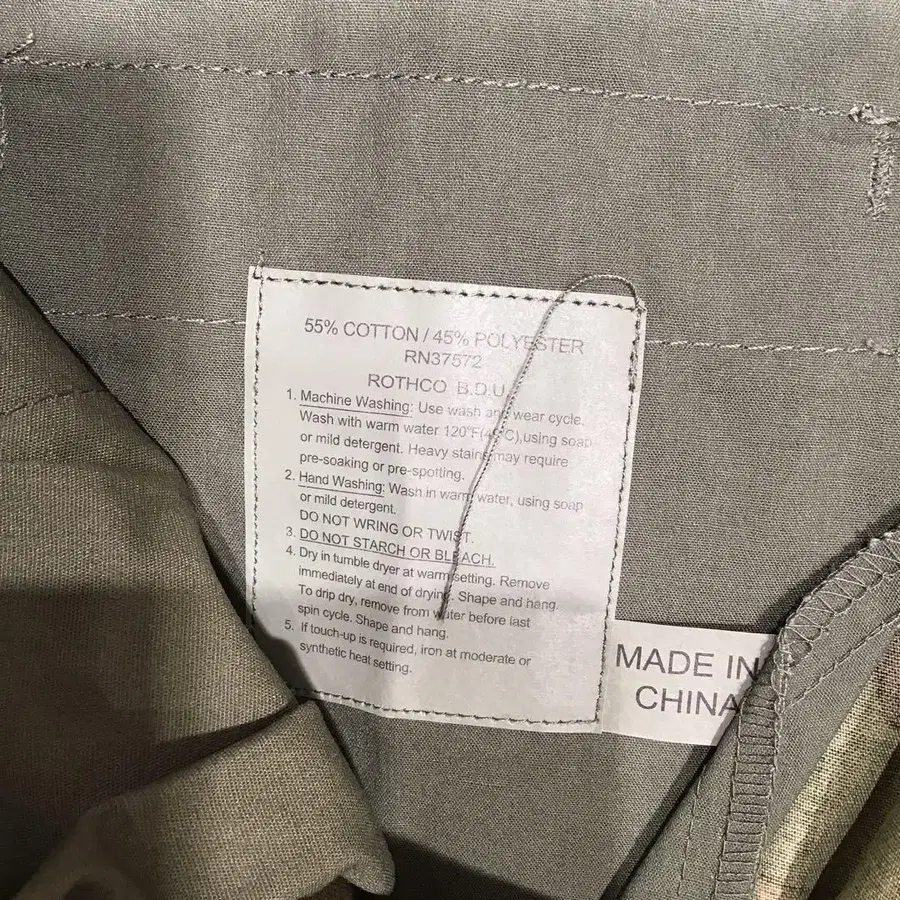 55% COTTON / 45% POLYESTER
RN37572
ROTHCO B.D.U.
1. Machine Washing: Use wash and wear cycle.
Wash with warm water 120°F(49°C),using soap
or mild detergent. Heavy stains may require
pre-soaking or pre-spotting.
2. Hand Washing: Wash in warm water, using soap
or mild detergent.
DO NOT WRING OR TWIST.
3. DO NOT STARCH OR BLEACH.
4. Dry in tumble dryer at warm setting. Remove
immediately at end of drying. Shape and hang.
To drip dry, remove from water before last
spin cycle. Shape and hang.
5. If touch-up is required, iron at moderate or
synthetic heat setting.
MADE IN
CHINA